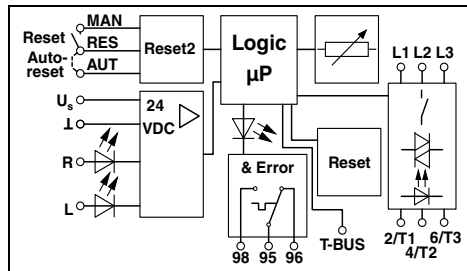 MAN
Reset RES Reset2
Auto-
reset AUT
Logic
µP
L1 L2 L3
Us 24
⊥ VDC
R
L
& Error
Reset
98 95 96
T-BUS
2/T1 6/T3
4/T2